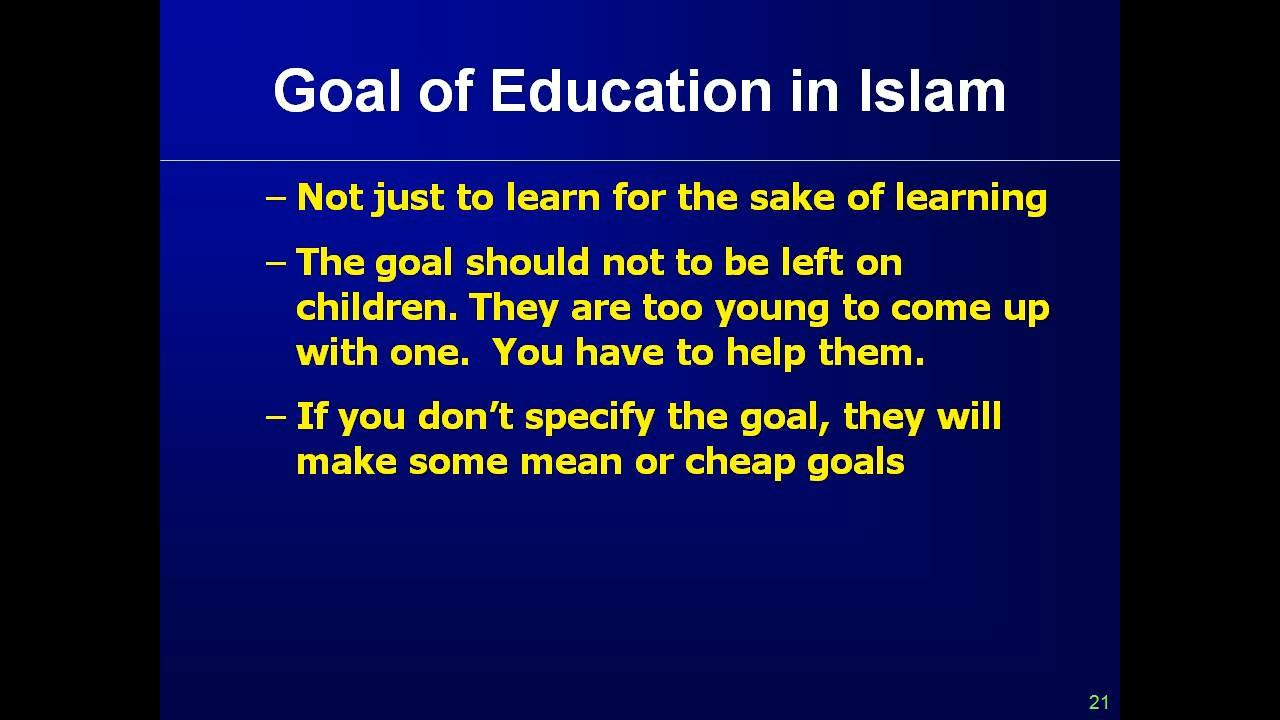 Goal of Education in Islam
– Not just to learn for the sake of learning
– The goal should not to be left on
children. They are too young to come up
with one.  You have to help them.
– If you don’t specify the goal, they will
make some mean or cheap goals
21